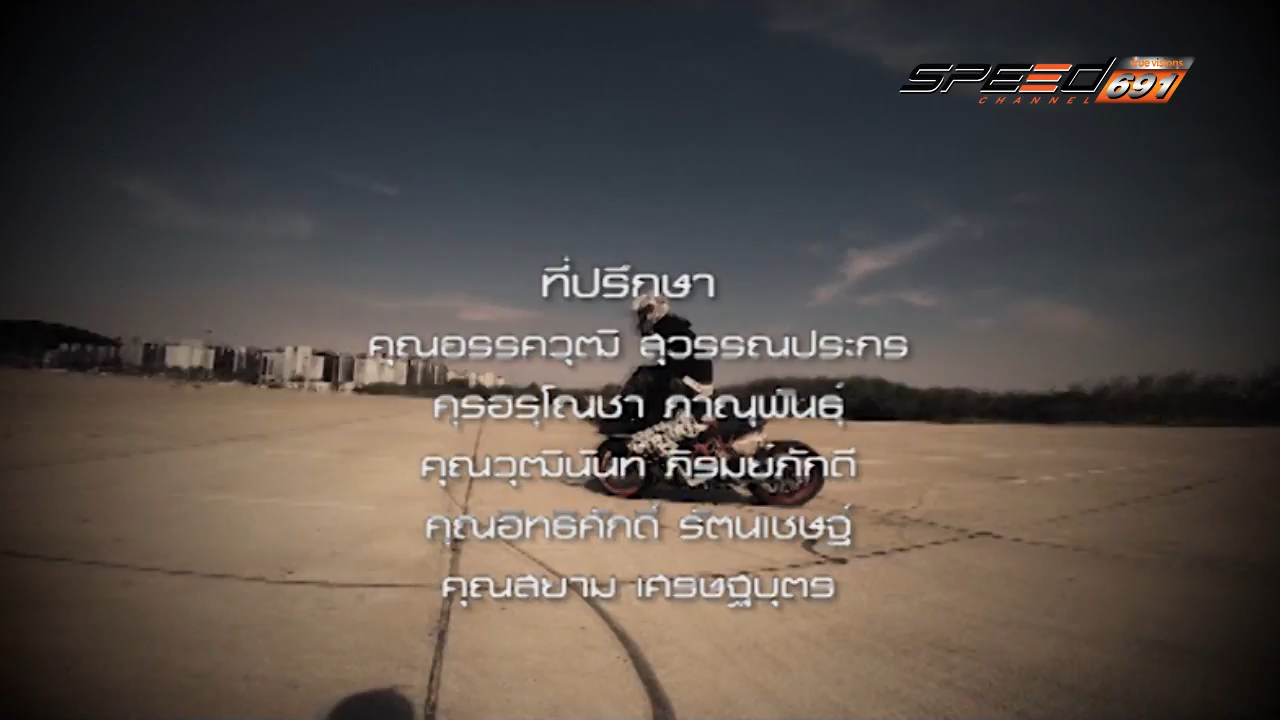 SPEED
CHANNEL
true visions
691
ที่ปรึกษา
คุณอรรควุฒิ สุวรรณประกร
คุรอรุโณชา ภาณุพันธุ์
คุณวุฒินันท ภิรมย์ภักดี
คุณอิทธิศักดิ์ รัตนเชษฐ์
คุณสยาม เศรษฐบุตร